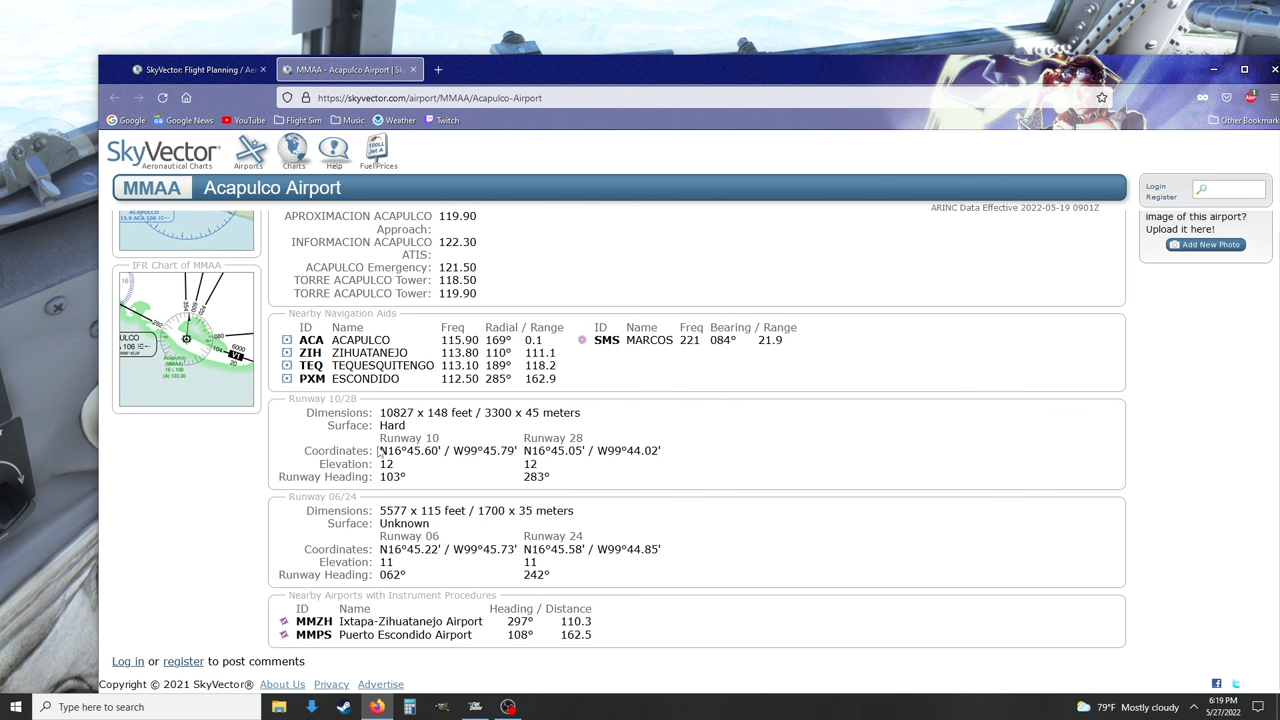 SkyVector: Flight Planning / Aer
MMAA - Acapulco Airport | Sk
https://skyvector.com/airport/MMAA/Acapulco-Airport
Google Google News YouTube Flight Sim Music Weather Twitch Other Bookmark
SkyVector®
Aeronautical Charts
Airports Charts Help FuelPrices
100LL
Jet A
MMAA Acapulco Airport
Login
Register
ARINC Data Effective 2022-05-19 0901Z
image of this airport?
Upload it here!
Add New Photo
ACAPULCO
APROXIMACION ACAPULCO Approach: 119.90
INFORMACION ACAPULCO ATIS: 122.30
ACAPULCO Emergency: 121.50
TORRE ACAPULCO Tower: 118.50
TORRE ACAPULCO Tower: 119.90
IFR Chart of MMAA
Nearby Navigation Aids
ID Name Freq Radial / Range ID Name Freq Bearing / Range
ACA ACAPULCO 115.90 169° 0.1 SMS MARCOS 221 084° 21.9
ZIH ZIHUATANEJO 113.80 110° 111.1
TEQ TEQUESQUITENGO 113.10 189° 118.2
PXM ESCONDIDO 112.50 285° 162.9
Runway 10/28
Dimensions: 10827 x 148 feet / 3300 x 45 meters
Surface: Hard
Runway 10 Runway 28
Coordinates: N16°45.60' / W99°45.79' N16°45.05' / W99°44.02'
Elevation: 12 12
Runway Heading: 103° 283°
Runway 06/24
Dimensions: 5577 x 115 feet / 1700 x 35 meters
Surface: Unknown
Runway 06 Runway 24
Coordinates: N16°45.22' / W99°45.73' N16°45.58' / W99°44.85'
Elevation: 11 11
Runway Heading: 062° 242°
Nearby Airports with Instrument Procedures
ID Name Heading / Distance
MMZH Ixtapa-Zihuatanejo Airport 297° 110.3
MMPS Puerto Escondido Airport 108° 162.5
Log in or register to post comments
Copyright © 2021 SkyVector® About Us Privacy Advertise
Type here to search
79°F Mostly cloudy
6:19 PM
5/27/2022